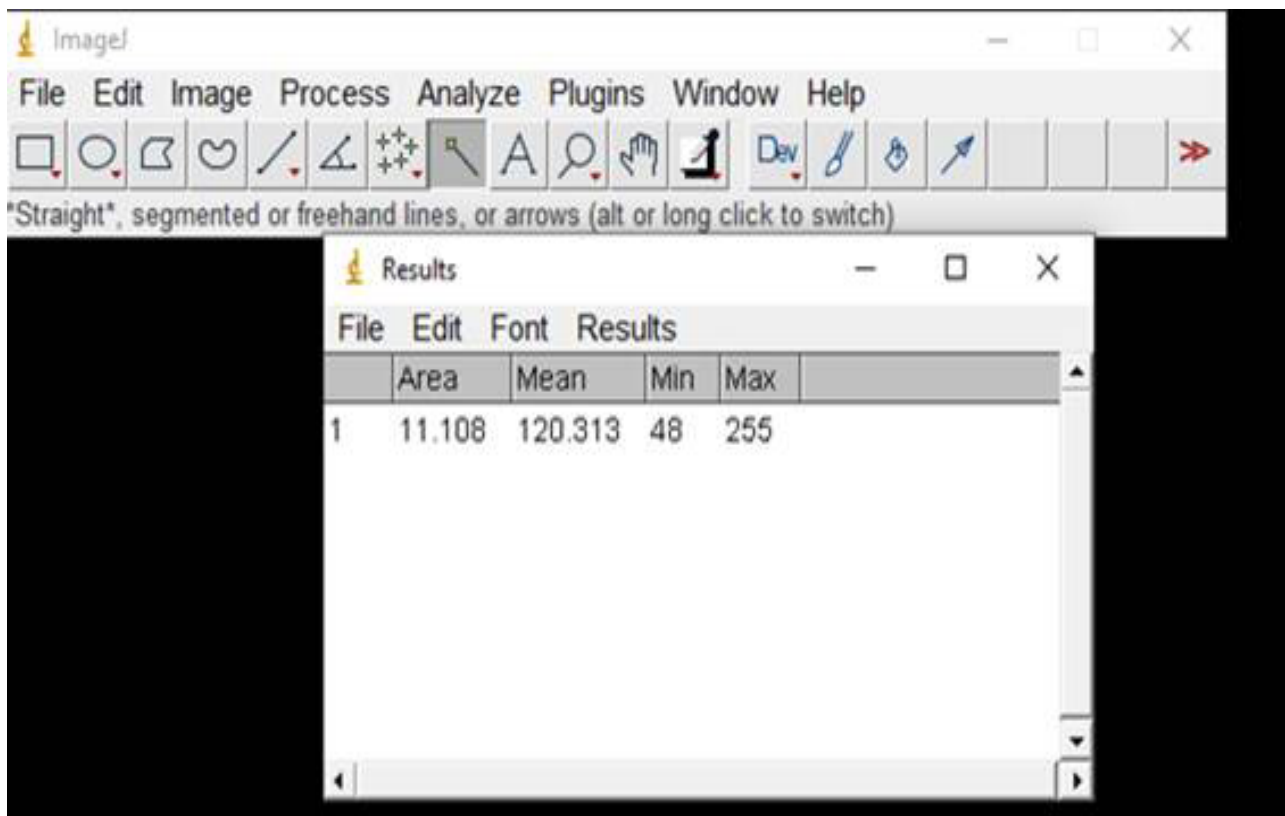 ImageJ
File Edit Image Process Analyze Plugins Window Help
A Dev
"Straight*, segmented or freehand lines, or arrows (alt or long click to switch)
Results
File Edit Font Results
Area Mean Min Max
1 11.108 120.313 48 255